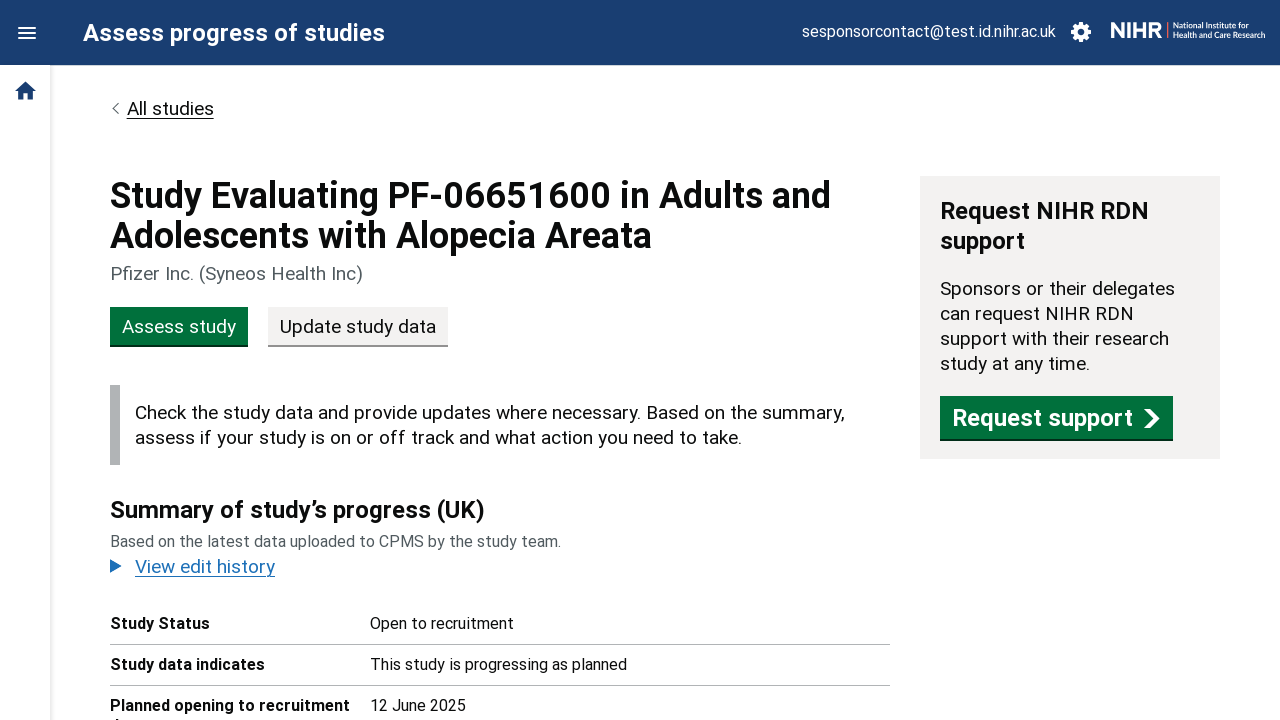 Assess progress of studies
sesponsorcontact@test.id.nihr.ac.uk
NIHR | National Institute for
Health and Care Research
All studies
Study Evaluating PF-06651600 in Adults and
Adolescents with Alopecia Areata
Pfizer Inc. (Syneos Health Inc)
Assess study
Update study data
Check the study data and provide updates where necessary. Based on the summary,
assess if your study is on or off track and what action you need to take.
Summary of study’s progress (UK)
Based on the latest data uploaded to CPMS by the study team.
View edit history
Study Status Open to recruitment
Study data indicates This study is progressing as planned
Planned opening to recruitment 12 June 2025
Request NIHR RDN
support
Sponsors or their delegates
can request NIHR RDN
support with their research
study at any time.
Request support